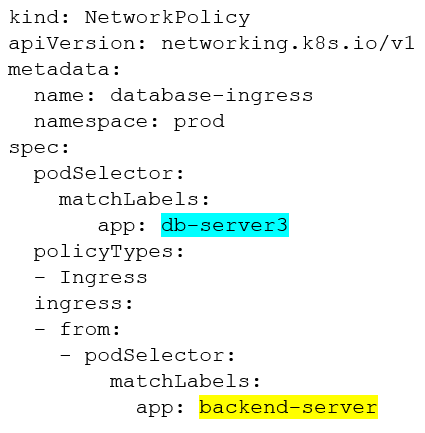 kind: NetworkPolicy
apiVersion: networking.k8s.io/v1
metadata:
  name: database-ingress
  namespace: prod
spec:
  podSelector:
    matchLabels:
       app: db-server3
  policyTypes:
  - Ingress
  ingress:
  - from:
    - podSelector:
        matchLabels:
          app: backend-server